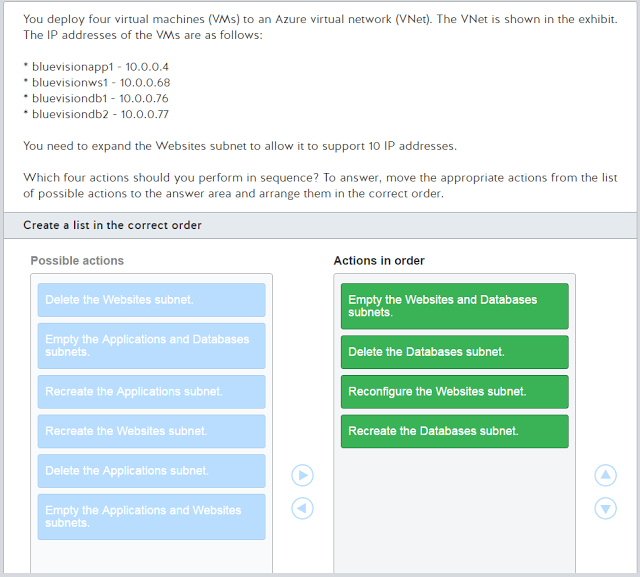 You deploy four virtual machines (VMs) to an Azure virtual network (VNet). The VNet is shown in the exhibit.
The IP addresses of the VMs are as follows:
* bluevisionapp1 - 10.0.0.4
* bluevisionws1 - 10.0.0.68
* bluevisiondb1 - 10.0.0.76
* bluevisiondb2 - 10.0.0.77
You need to expand the Websites subnet to allow it to support 10 IP addresses.
Which four actions should you perform in sequence? To answer, move the appropriate actions from the list
of possible actions to the answer area and arrange them in the correct order.
Create a list in the correct order
Possible actions
Delete the Websites subnet.
Empty the Applications and Databases
subnets.
Recreate the Applications subnet.
Recreate the Websites subnet.
Delete the Applications subnet.
Empty the Applications and Websites
subnets.
Actions in order
Empty the Websites and Databases
subnets.
Delete the Databases subnet.
Reconfigure the Websites subnet.
Recreate the Databases subnet.